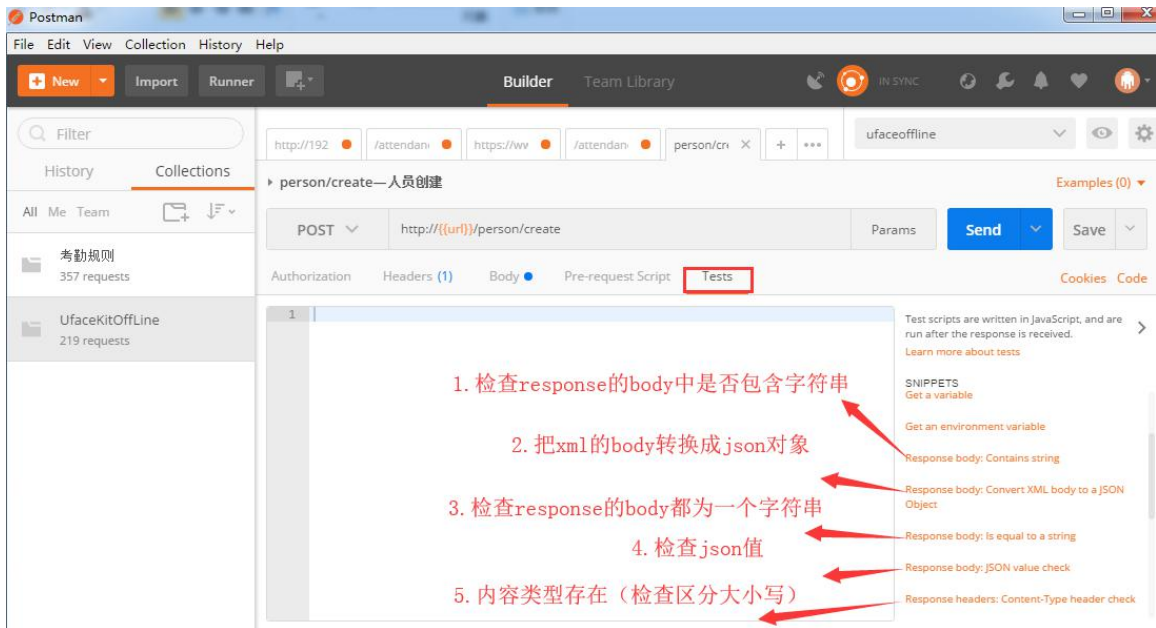 Postman
File Edit View Collection History Help
New Import Runner Builder Team Library IN SYNC
Filter
http://192 /attendan https://wv /attendan person/cre + ••• ufaceoffline
History Collections
person/create—人员创建 Examples (0)
All Me Team
POST http://{{url}}/person/create Params Send Save
考勤规则
357 requests
Authorization Headers (1) Body Pre-request Script Tests Cookies Code
UfaceKitOffLine
219 requests
1
Test scripts are written in JavaScript, and are
run after the response is received.
Learn more about tests
SNIPPETS
Get a variable
Get an environment variable
1. 检查response的body中是否包含字符串
Response body: Contains string
2. 把xml的body转换成json对象
Response body: Convert XML body to a JSON
Object
3. 检查response的body都为一个字符串
Response body: Is equal to a string
4. 检查json值
Response body: JSON value check
5. 内容类型存在（检查区分大小写）
Response headers: Content-Type header check